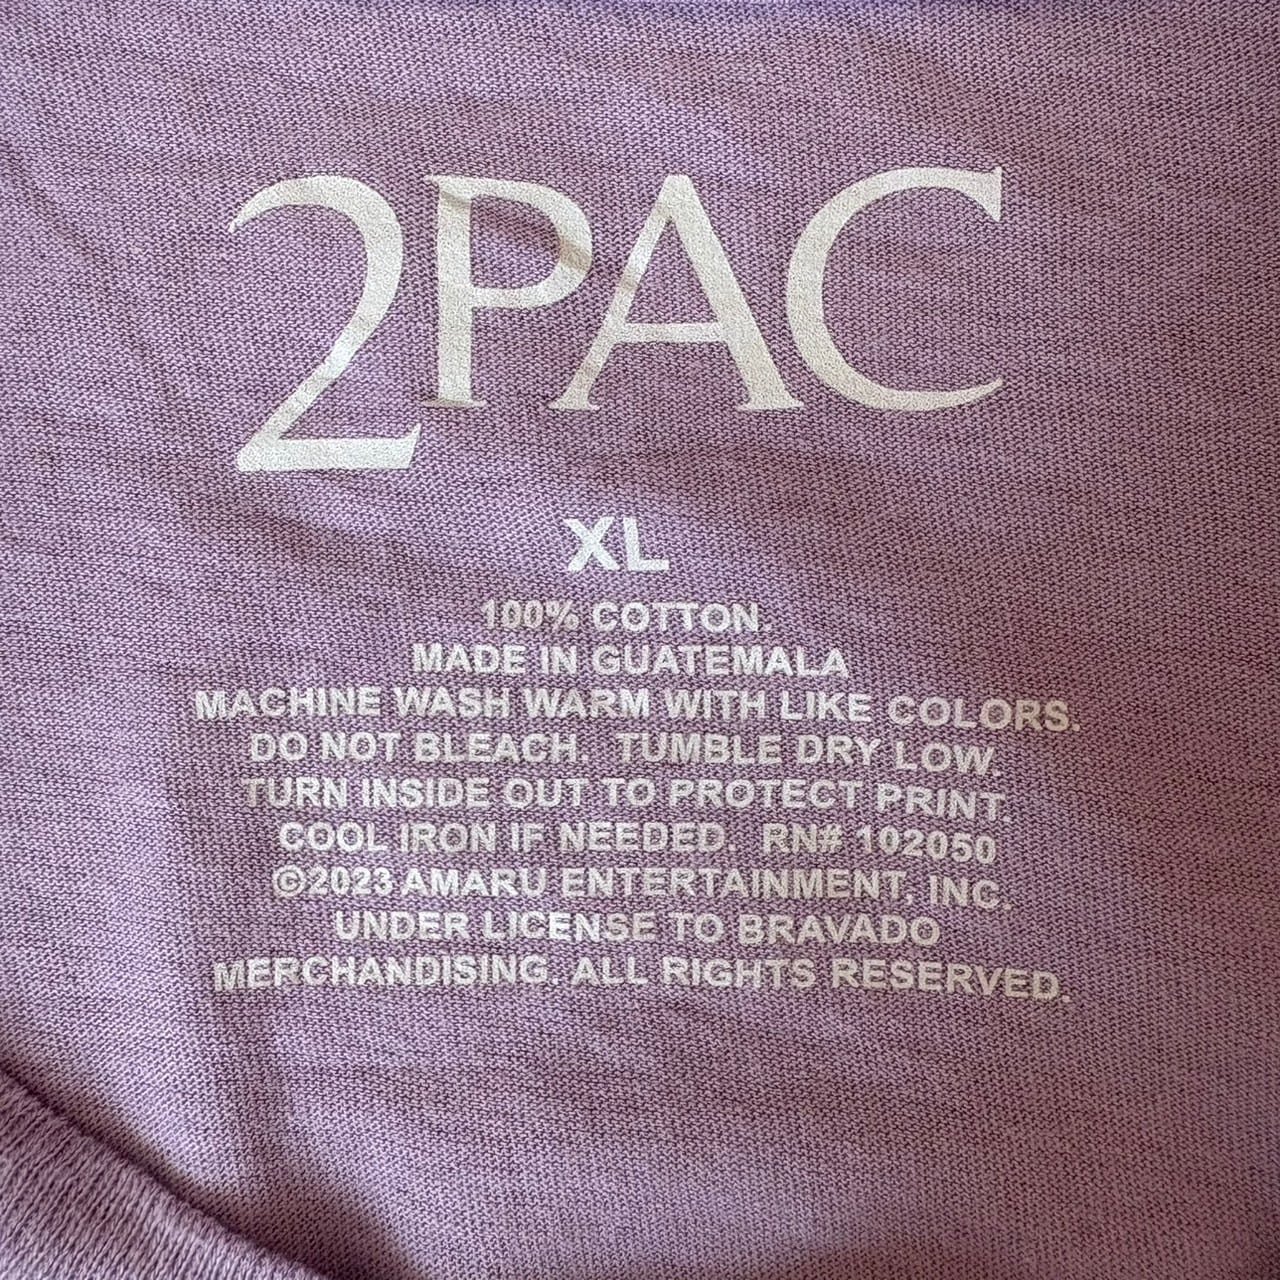 2PAC
XL
100% COTTON.
MADE IN GUATEMALA
MACHINE WASH WARM WITH LIKE COLORS.
DO NOT BLEACH. TUMBLE DRY LOW.
TURN INSIDE OUT TO PROTECT PRINT.
COOL IRON IF NEEDED. RN# 102050
©2023 AMARU ENTERTAINMENT, INC.
UNDER LICENSE TO BRAVADO
MERCHANDISING. ALL RIGHTS RESERVED.